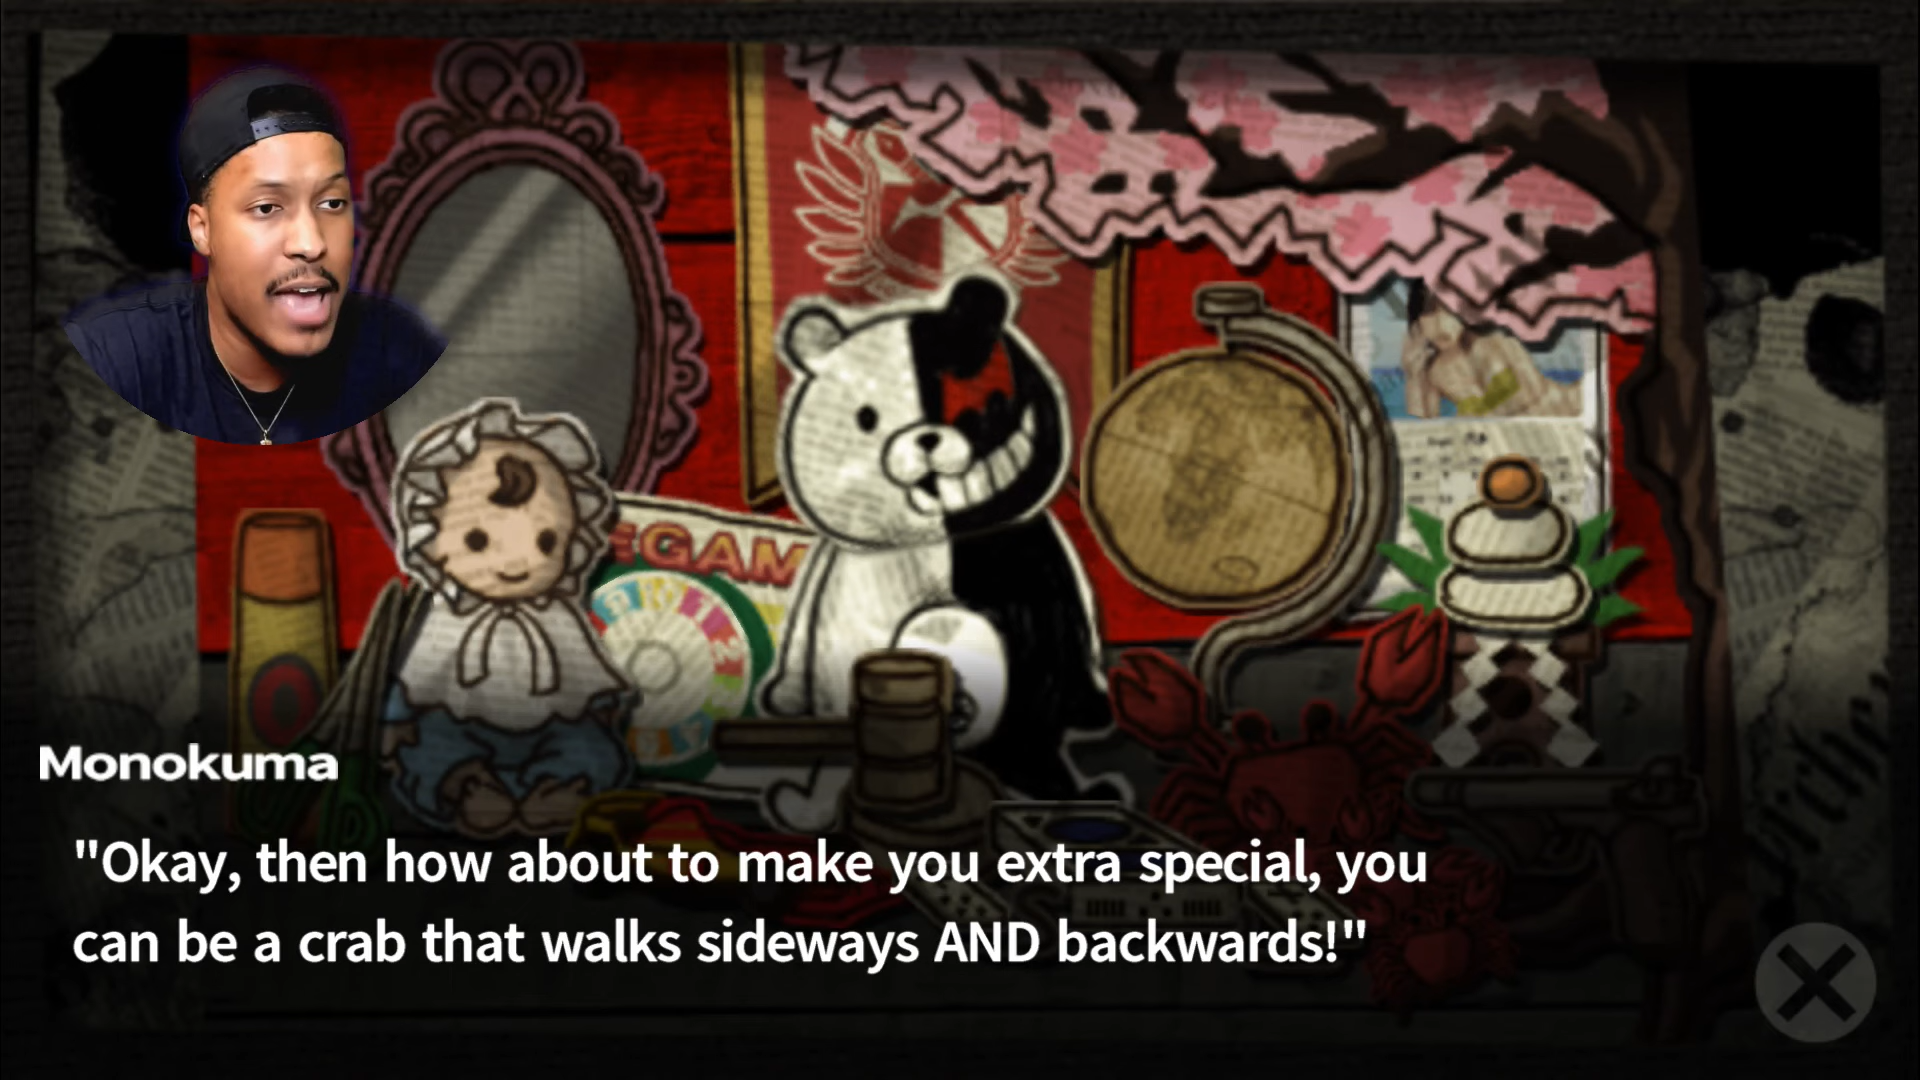 EGAM
Monokuma
"Okay, then how about to make you extra special, you
can be a crab that walks sideways AND backwards!"